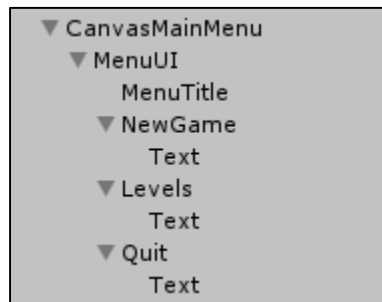 CanvasMainMenu
MenuUI
MenuTitle
NewGame
Text
Levels
Text
Quit
Text